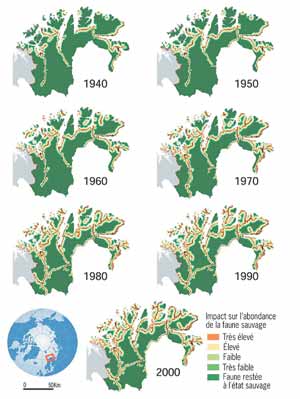 1940
1950
1960
1970
1980
1990
2000
Impact sur l'abondance
de la faune sauvage
Très élevé
Élevé
Faible
Très faible
Faune restée
à l'état sauvage
0 50Km